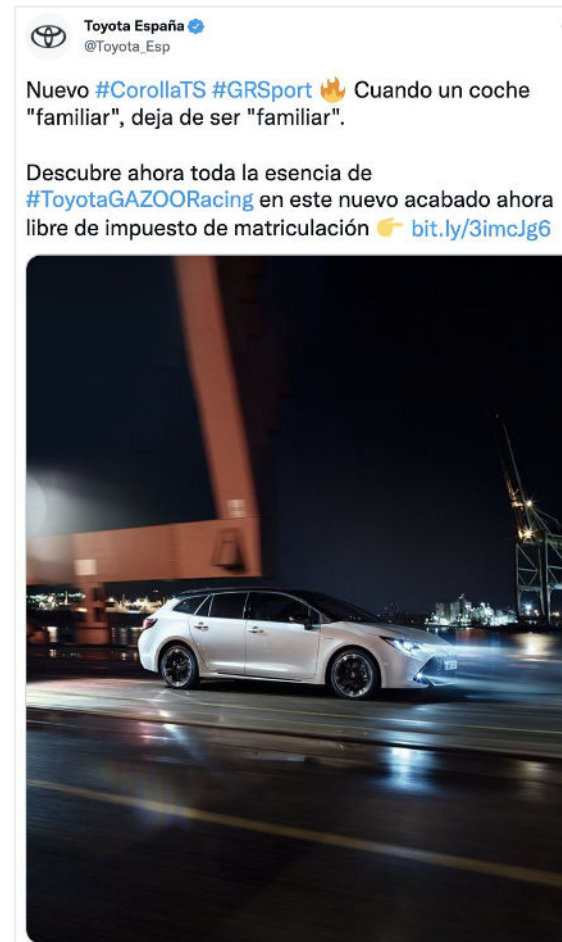 Toyota España
@Toyota_Esp
Nuevo #CorollaTS #GRSport 🔥 Cuando un coche
"familiar", deja de ser "familiar".
Descubre ahora toda la esencia de
#ToyotaGAZOORacing en este nuevo acabado ahora
libre de impuesto de matriculación 👉 bit.ly/3imcJg6